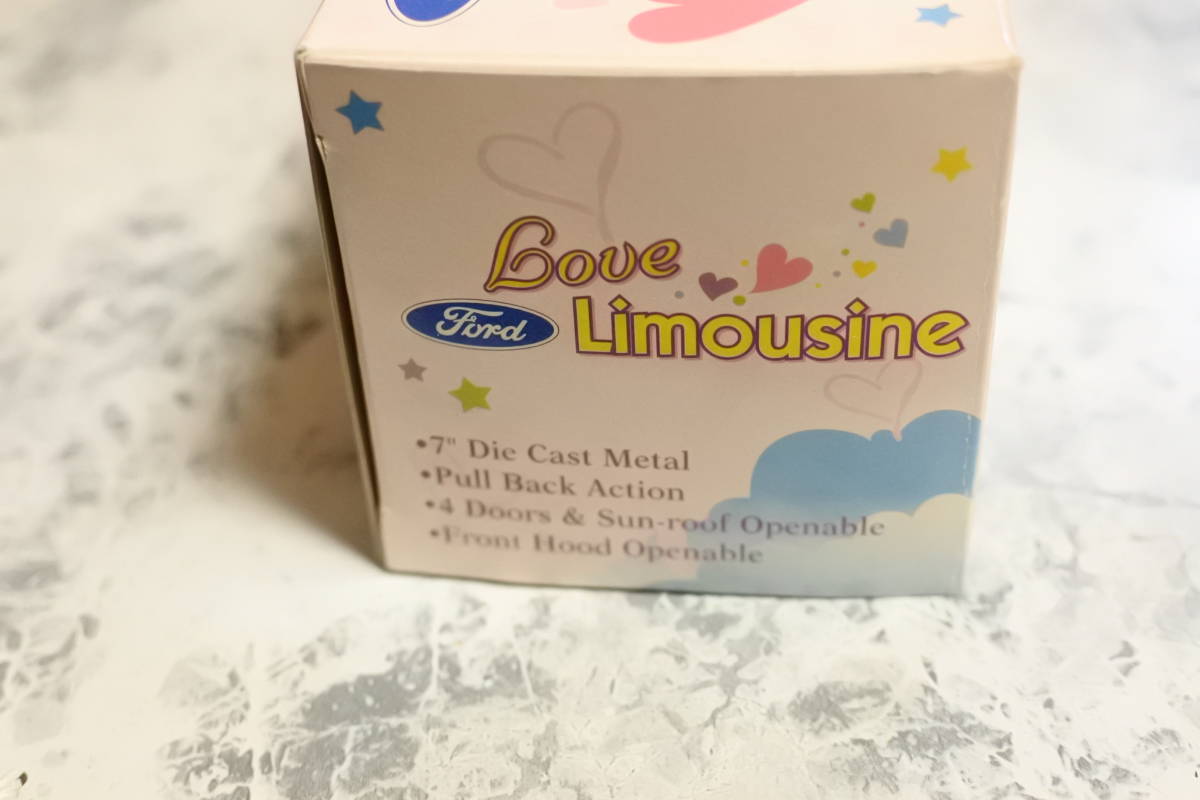 Love
Ford Limousine
•7" Die Cast Metal
•Pull Back Action
•4 Doors & Sun-roof Openable
•Front Hood Openable